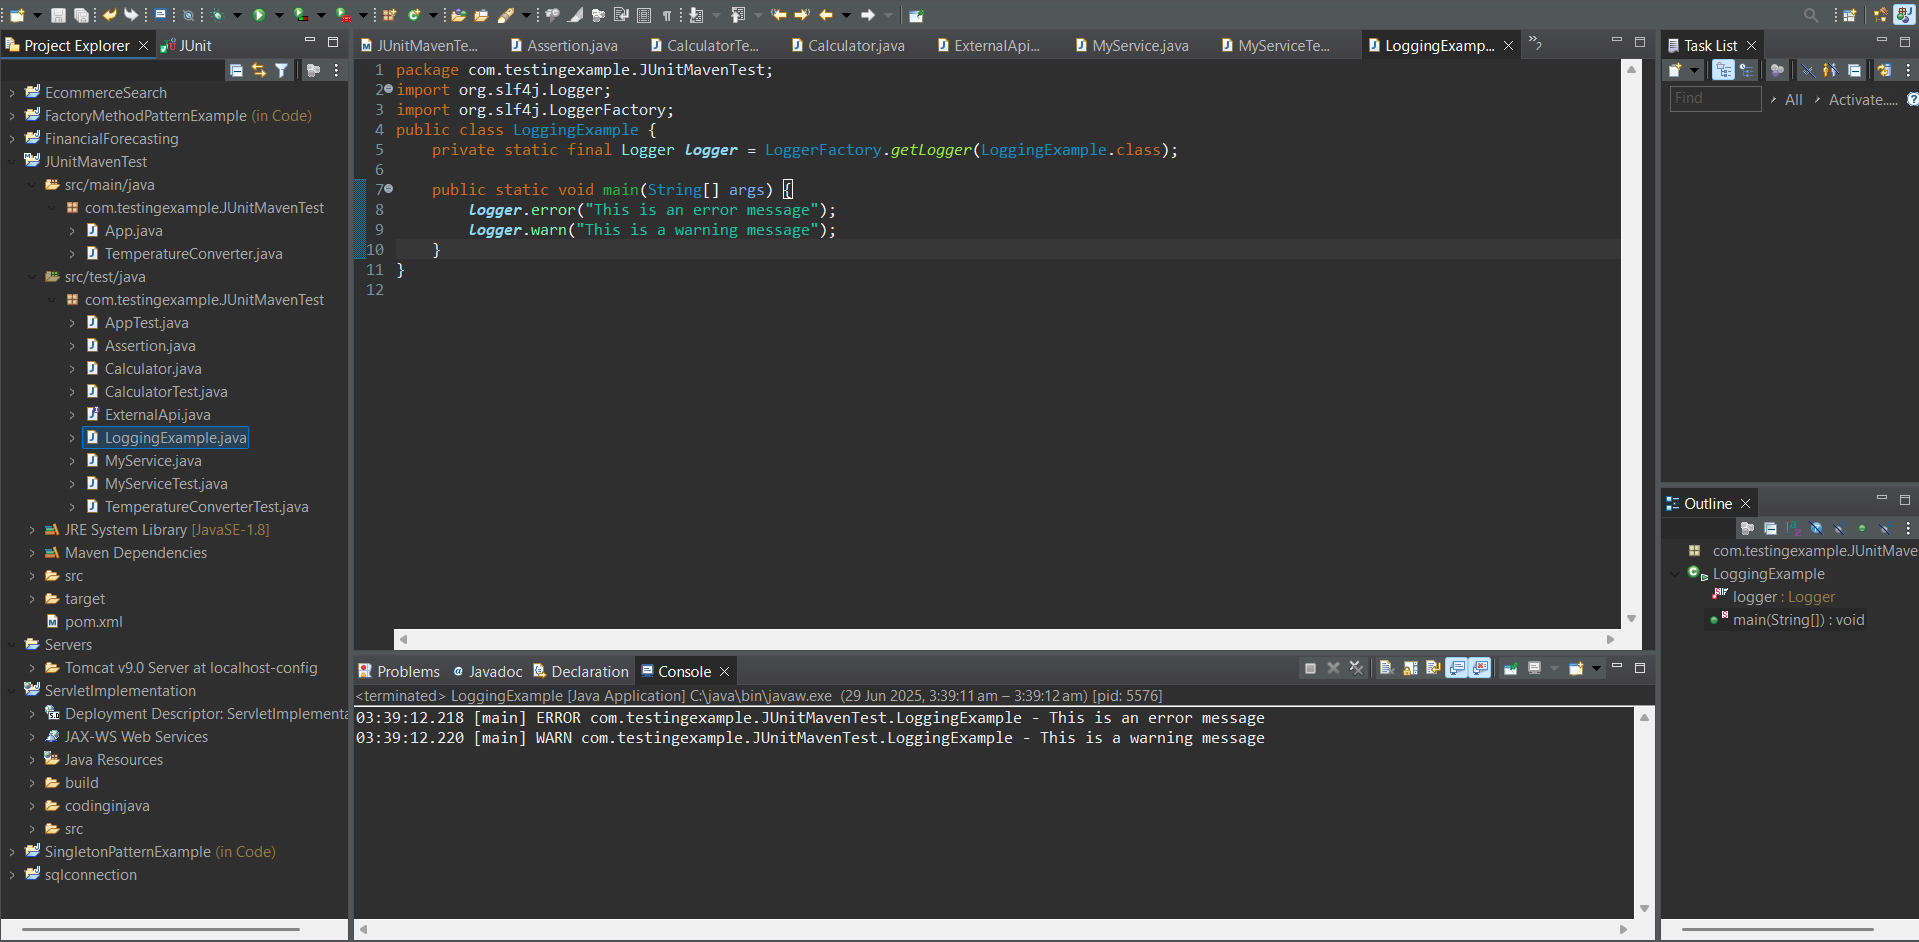 Project Explorer
JUnit
EcommerceSearch
FactoryMethodPatternExample (in Code)
FinancialForecasting
JUnitMavenTest
src/main/java
com.testingexample.JUnitMavenTest
App.java
TemperatureConverter.java
src/test/java
com.testingexample.JUnitMavenTest
AppTest.java
Assertion.java
Calculator.java
CalculatorTest.java
ExternalApi.java
LoggingExample.java
MyService.java
MyServiceTest.java
TemperatureConverterTest.java
JRE System Library [JavaSE-1.8]
Maven Dependencies
src
target
pom.xml
Servers
Tomcat v9.0 Server at localhost-config
ServletImplementation
Deployment Descriptor: ServletImplementa
JAX-WS Web Services
Java Resources
build
codinginjava
src
SingletonPatternExample (in Code)
sqlconnection
JUnitMavenTe... Assertion.java CalculatorTe... Calculator.java ExternalApi... MyService.java MyServiceTe... LoggingExamp... 
1 package com.testingexample.JUnitMavenTest;
2 import org.slf4j.Logger;
3 import org.slf4j.LoggerFactory;
4 public class LoggingExample {
5 private static final Logger logger = LoggerFactory.getLogger(LoggingExample.class);
6
7 public static void main(String[] args) {
8 logger.error("This is an error message");
9 logger.warn("This is a warning message");
10 }
11 }
12
Problems Javadoc Declaration Console
<terminated> LoggingExample [Java Application] C:\java\bin\javaw.exe (29 Jun 2025, 3:39:11 am – 3:39:12 am) [pid: 5576]
03:39:12.218 [main] ERROR com.testingexample.JUnitMavenTest.LoggingExample - This is an error message
03:39:12.220 [main] WARN com.testingexample.JUnitMavenTest.LoggingExample - This is a warning message
Task List
Find All Activate.....
Outline
com.testingexample.JUnitMave
LoggingExample
logger : Logger
main(String[]) : void